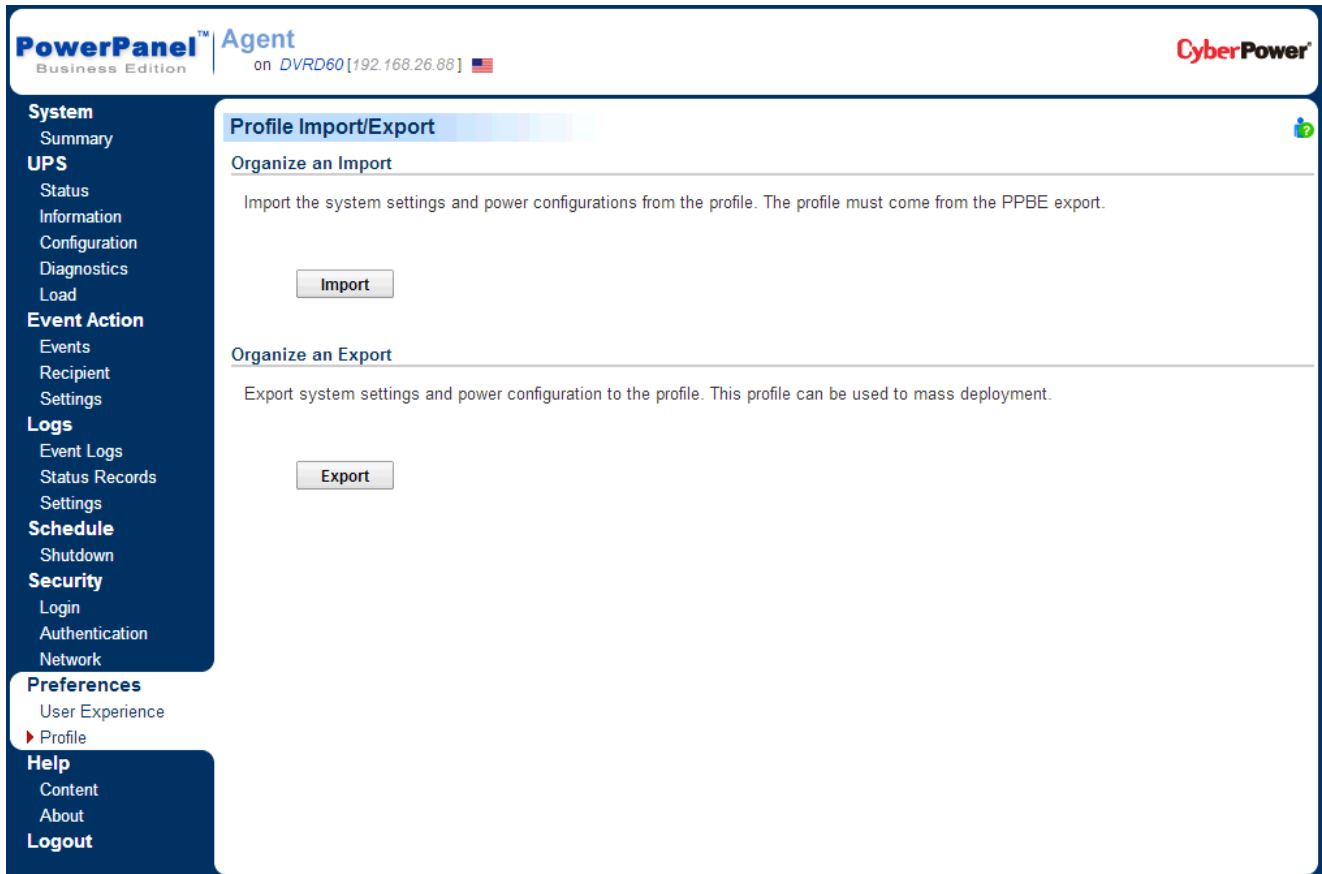 PowerPanel™
Business Edition
Agent
on DVRD60 [192.168.26.88]
CyberPower®
System
Summary
UPS
Status
Information
Configuration
Diagnostics
Load
Event Action
Events
Recipient
Settings
Logs
Event Logs
Status Records
Settings
Schedule
Shutdown
Security
Login
Authentication
Network
Preferences
User Experience
Profile
Help
Content
About
Logout
Profile Import/Export
?
Organize an Import
Import the system settings and power configurations from the profile. The profile must come from the PPBE export.
Import
Organize an Export
Export system settings and power configuration to the profile. This profile can be used to mass deployment.
Export